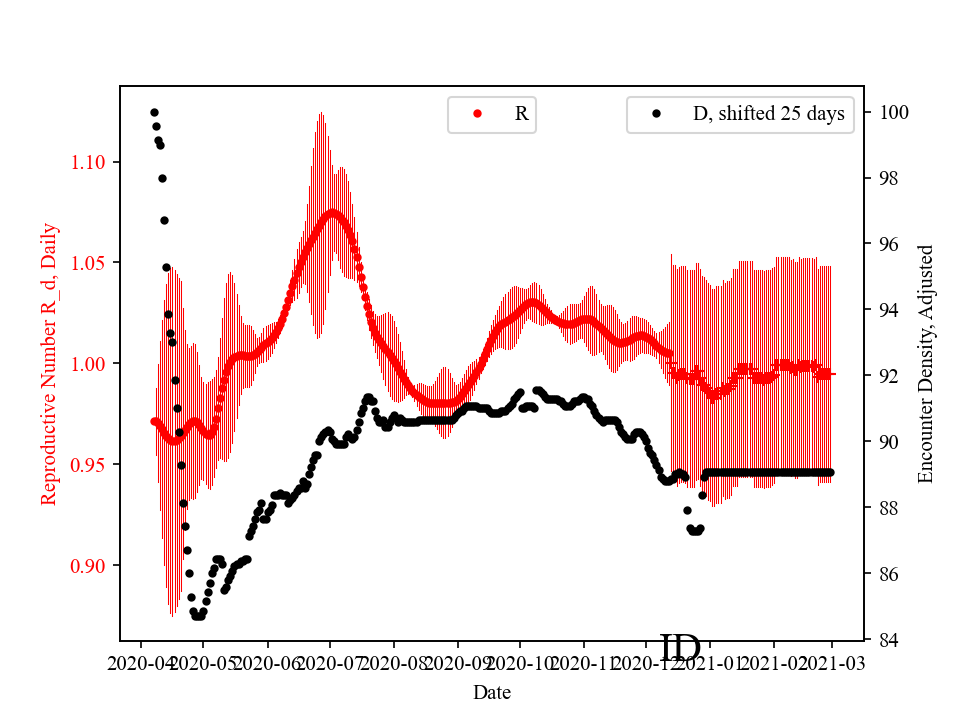 R
D, shifted 25 days
1.10
1.05
1.00
0.95
0.90
Reproductive Number R_d, Daily
100
98
96
94
92
90
88
86
84
Encounter Density, Adjusted
ID
2020-04 2020-05 2020-06 2020-07 2020-08 2020-09 2020-10 2020-11 2020-12 2021-01 2021-02 2021-03
Date